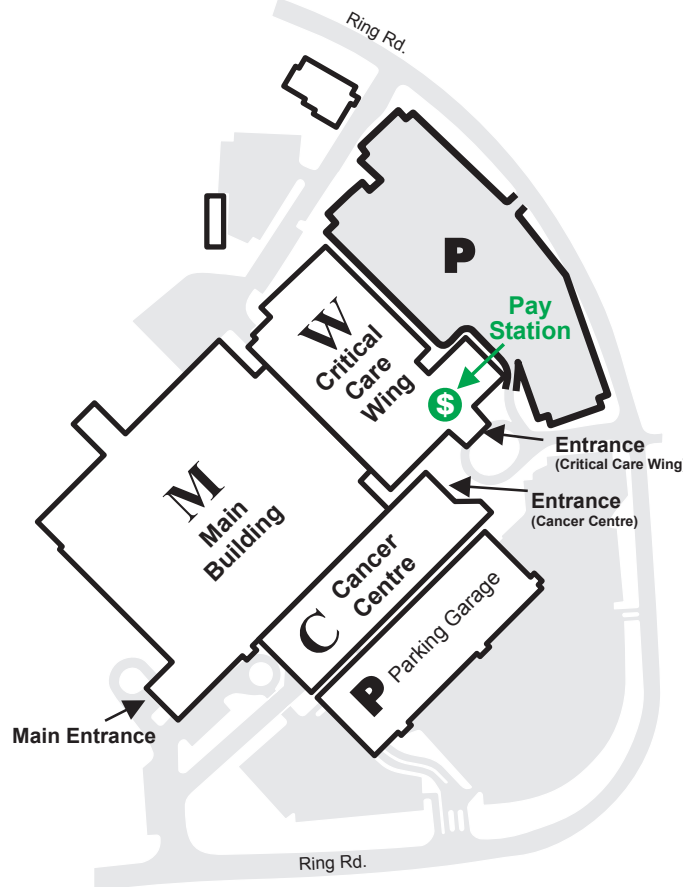 Ring Rd.
P
Pay
Station
W
Critical
Care
Wing
$
Entrance
(Critical Care Wing
M
Main
Building
Entrance
(Cancer Centre)
C
Cancer
Centre
P
Parking Garage
Main Entrance
Ring Rd.